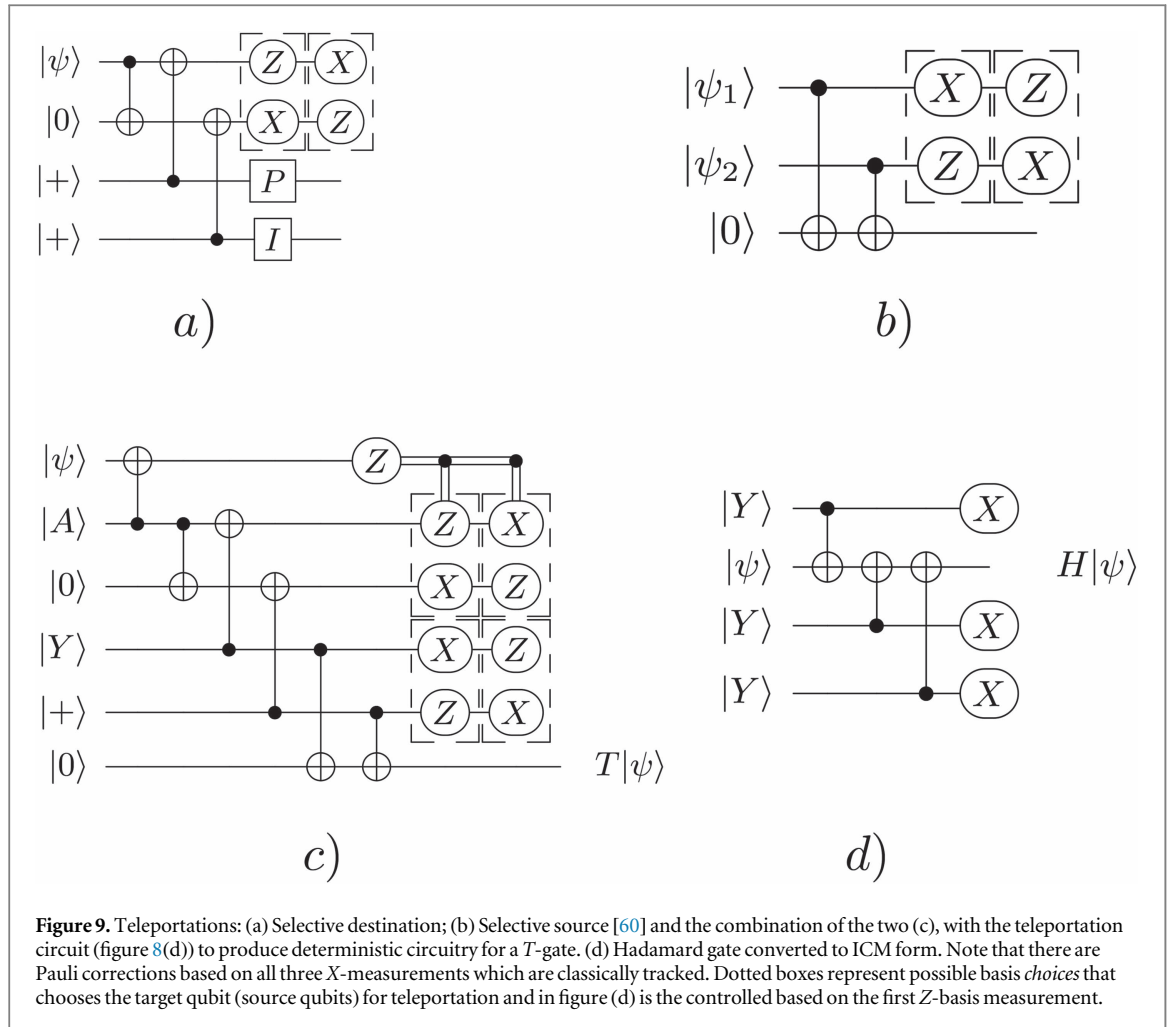 |ψ⟩ Z X
|0⟩ X Z
|+⟩ P
|+⟩ I
a)
|ψ₁⟩ X Z
|ψ₂⟩ Z X
|0⟩
b)
|ψ⟩ Z
|A⟩ Z X
|0⟩ X Z
|Y⟩ X Z
|+⟩ Z X
|0⟩ T|ψ⟩
c)
|Y⟩ X
|ψ⟩ H|ψ⟩
|Y⟩ X
|Y⟩ X
d)
Figure 9. Teleportations: (a) Selective destination; (b) Selective source [60] and the combination of the two (c), with the teleportation
circuit (figure 8(d)) to produce deterministic circuitry for a T-gate. (d) Hadamard gate converted to ICM form. Note that there are
Pauli corrections based on all three X-measurements which are classically tracked. Dotted boxes represent possible basis choices that
chooses the target qubit (source qubits) for teleportation and in figure (d) is the controlled based on the first Z-basis measurement.